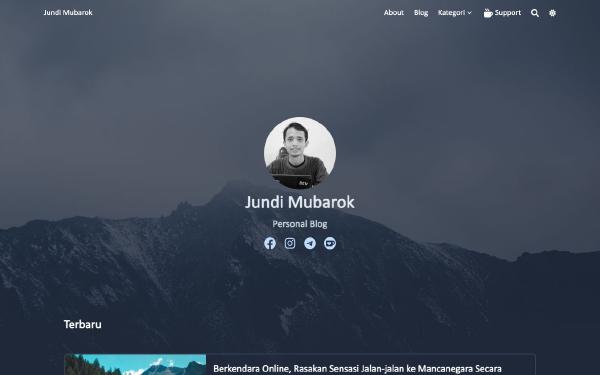 Jundi Mubarok
About Blog Kategori Support
Jundi Mubarok
Personal Blog
Terbaru
Berkendara Online, Rasakan Sensasi Jalan-jalan ke Mancanegara Secara